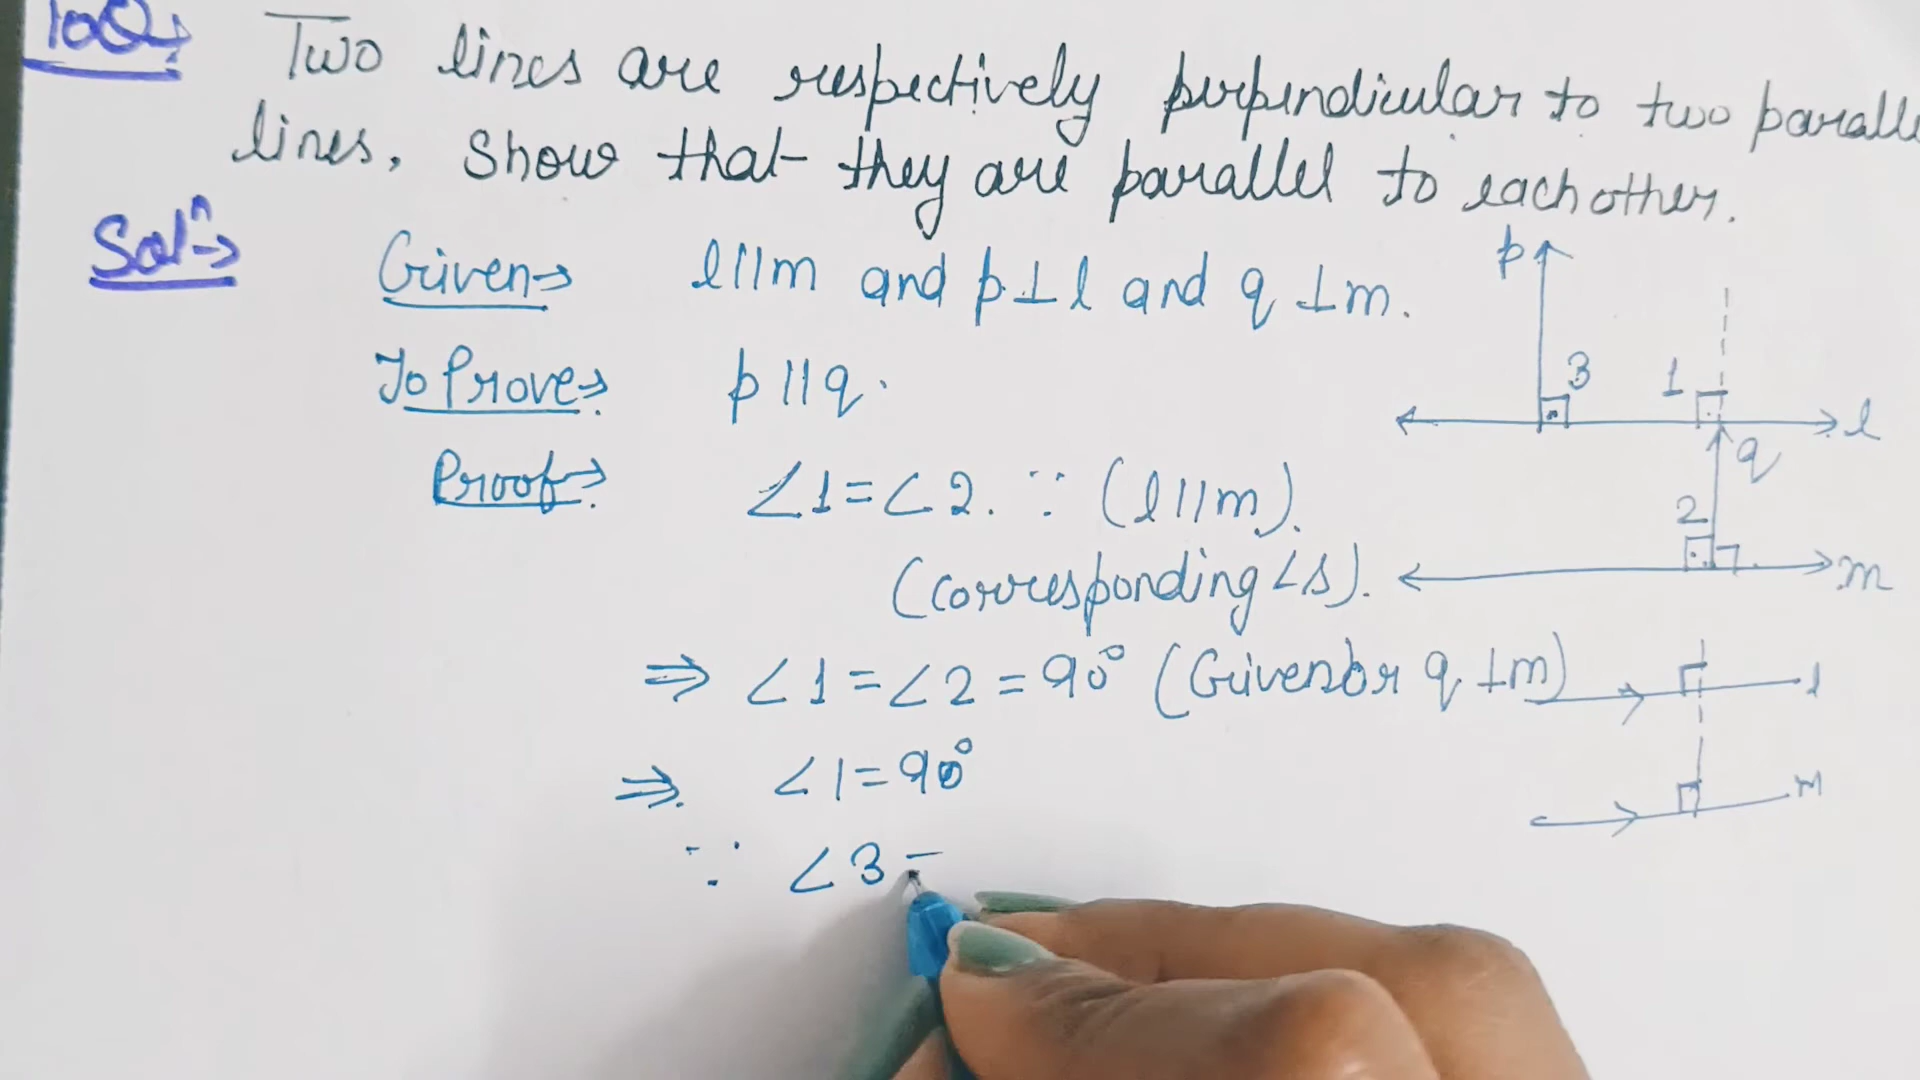 10Q→ Two lines are respectively perpendicular to two paralle
lines. Show that they are parallel to each other.
Solⁿ→ Given→ l||m and p⊥l and q⊥m.
To Prove→ p||q.
Proof→ ∠1=∠2. ∵ (l||m).
(corresponding ∠s).
⇒ ∠1=∠2=90° (Given or q⊥m)
⇒ ∠1=90°
∵ ∠3 =
p
3 1
l
q
2
m
l
m